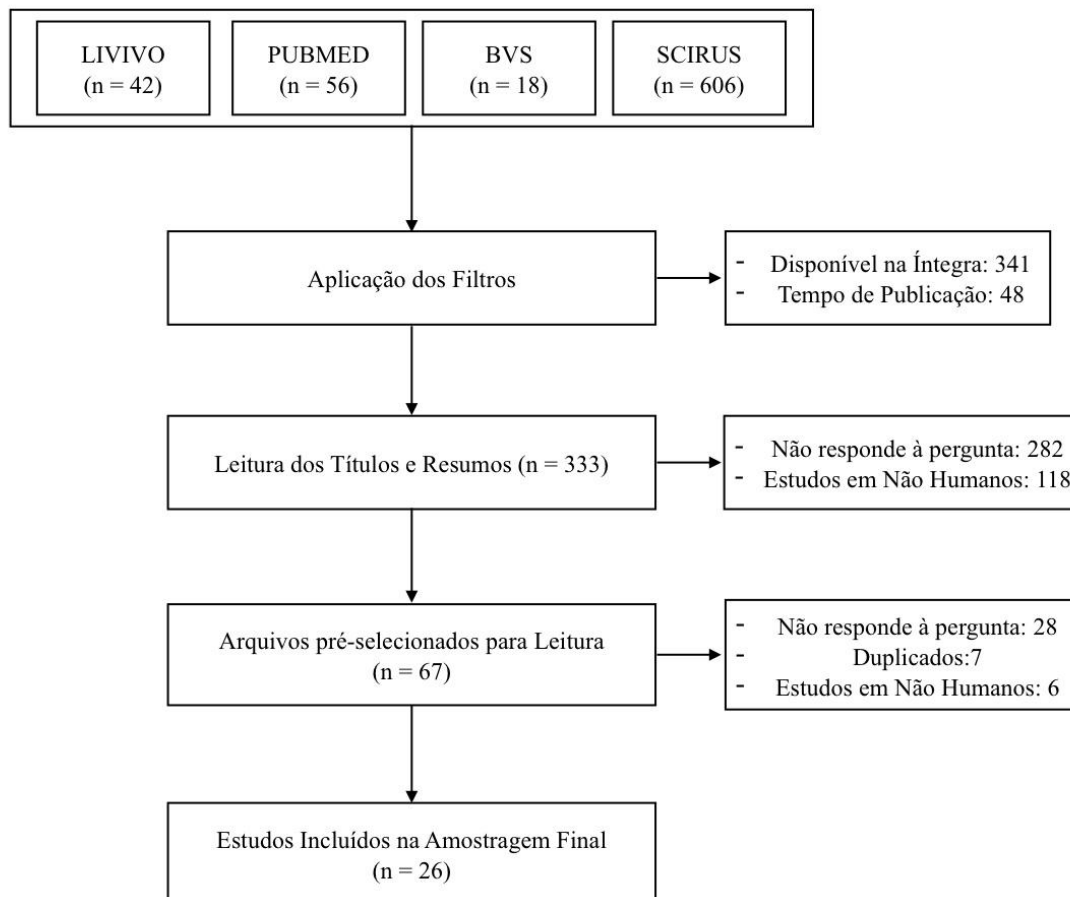 LIVIVO
(n = 42)
PUBMED
(n = 56)
BVS
(n = 18)
SCIRUS
(n = 606)
Aplicação dos Filtros
- Disponível na Íntegra: 341
- Tempo de Publicação: 48
Leitura dos Títulos e Resumos (n = 333)
- Não responde à pergunta: 282
- Estudos em Não Humanos: 118
Arquivos pré-selecionados para Leitura
(n = 67)
- Não responde à pergunta: 28
- Duplicados:7
- Estudos em Não Humanos: 6
Estudos Incluídos na Amostragem Final
(n = 26)